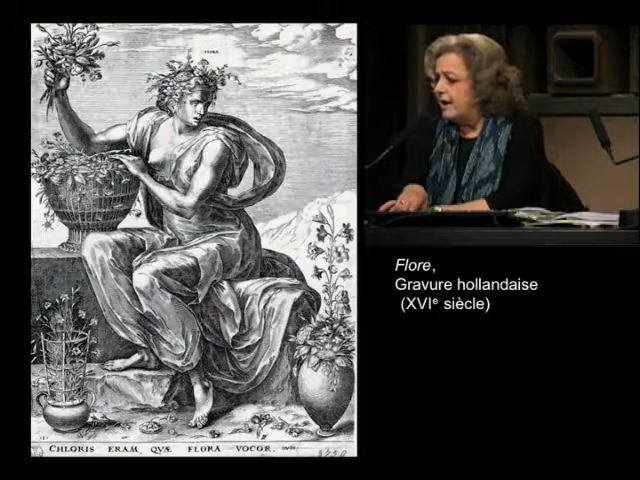 FLORA
CHLORIS ERAM, QVÆ FLORA VOCOR.
Flore,
Gravure hollandaise
(XVIᵉ siècle)